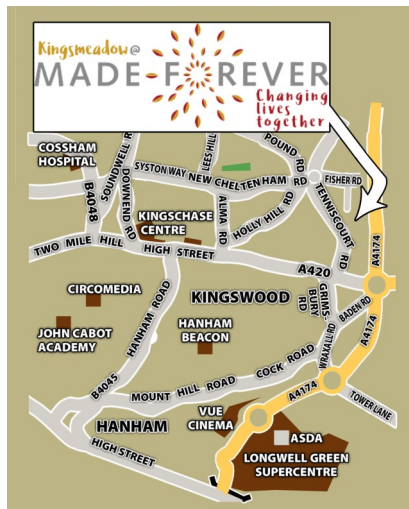 Kingsmeadow@
MADE-FOREVER
Changing
lives
together
COSSHAM
HOSPITAL
B4048
SOUNDWELL R
DOWNEND RD
SYSTON WAY
LEES HILL
NEW CHELTENHAM RD
POUND RD
FISHER RD
TENNISCOURT RD
KINGSCHASE
CENTRE
ALMA RD
HOLLY HILL RD
TWO MILE HILL
HIGH STREET
A420
A4174
CIRCOMEDIA
KINGSWOOD
GRIMS-
BURY
RD
BADEN RD
JOHN CABOT
ACADEMY
HANHAM ROAD
HANHAM
BEACON
WRAXALL RD
A4174
COCK ROAD
B4045
MOUNT HILL ROAD
A4174
TOWER LANE
VUE
CINEMA
HANHAM
HIGH STREET
ASDA
LONGWELL GREEN
SUPERCENTRE